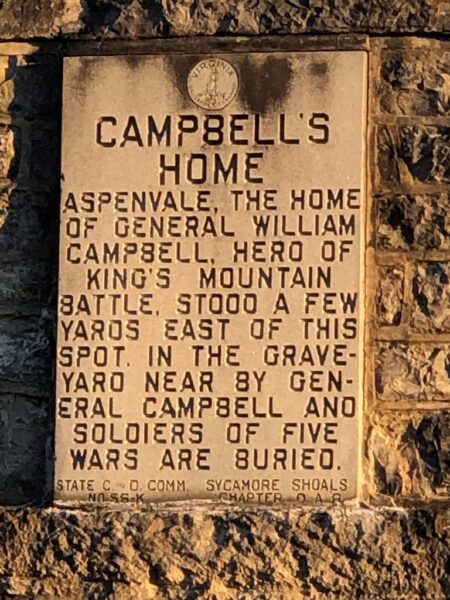 VIRGINIA
CAMPBELL'S
HOME
ASPENVALE, THE HOME
OF GENERAL WILLIAM
CAMPBELL, HERO OF
KING'S MOUNTAIN
BATTLE, STOOD A FEW
YARDS EAST OF THIS
SPOT. IN THE GRAVE-
YARD NEAR BY GEN-
ERAL CAMPBELL AND
SOLDIERS OF FIVE
WARS ARE BURIED.
STATE C. & D. COMM. SYCAMORE SHOALS
NO. SS-K CHAPTER D.A.R.